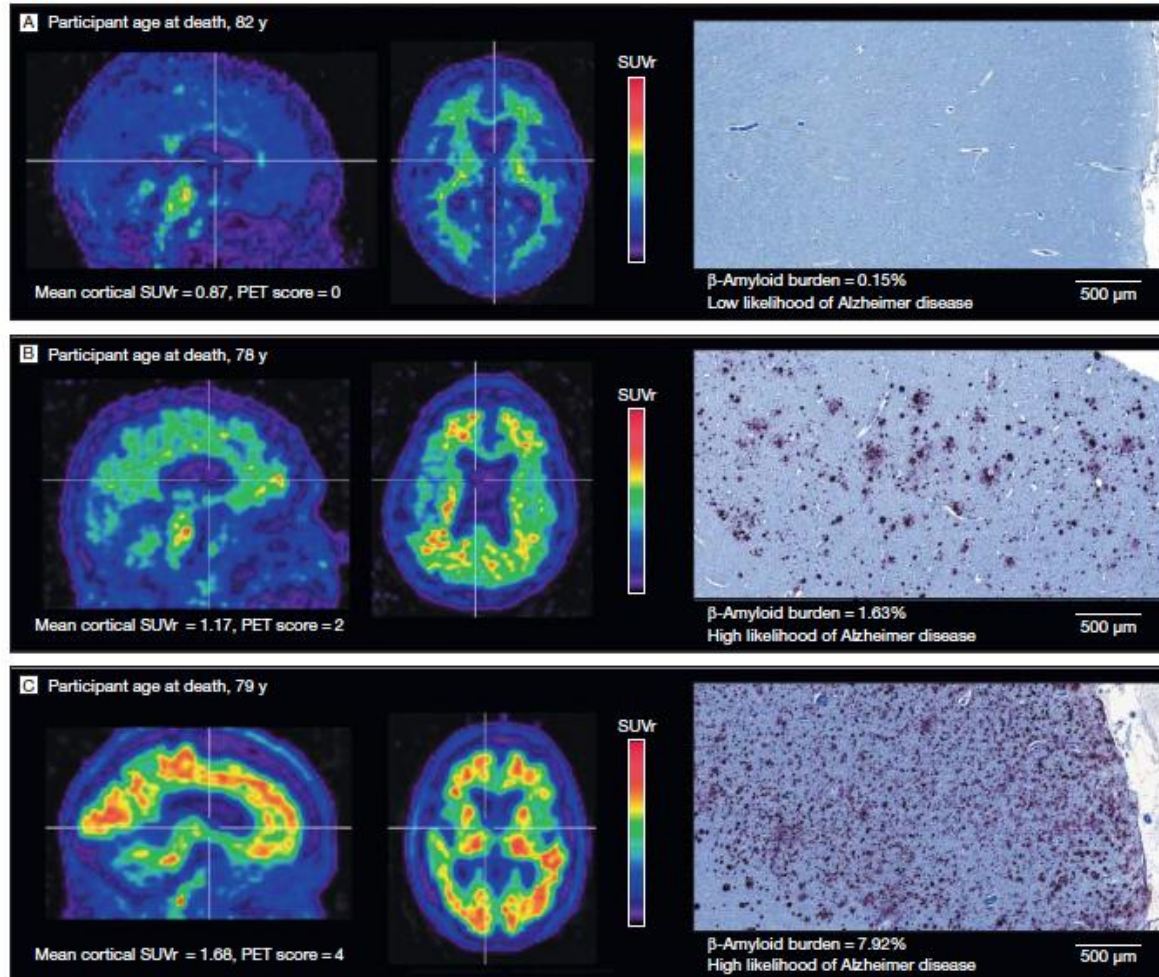 A Participant age at death, 82 y
SUVr
Mean cortical SUVr = 0.87, PET score = 0
β-Amyloid burden = 0.15%
Low likelihood of Alzheimer disease
500 µm
B Participant age at death, 78 y
SUVr
Mean cortical SUVr = 1.17, PET score = 2
β-Amyloid burden = 1.63%
High likelihood of Alzheimer disease
500 µm
C Participant age at death, 79 y
SUVr
Mean cortical SUVr = 1.68, PET score = 4
β-Amyloid burden = 7.92%
High likelihood of Alzheimer disease
500 µm